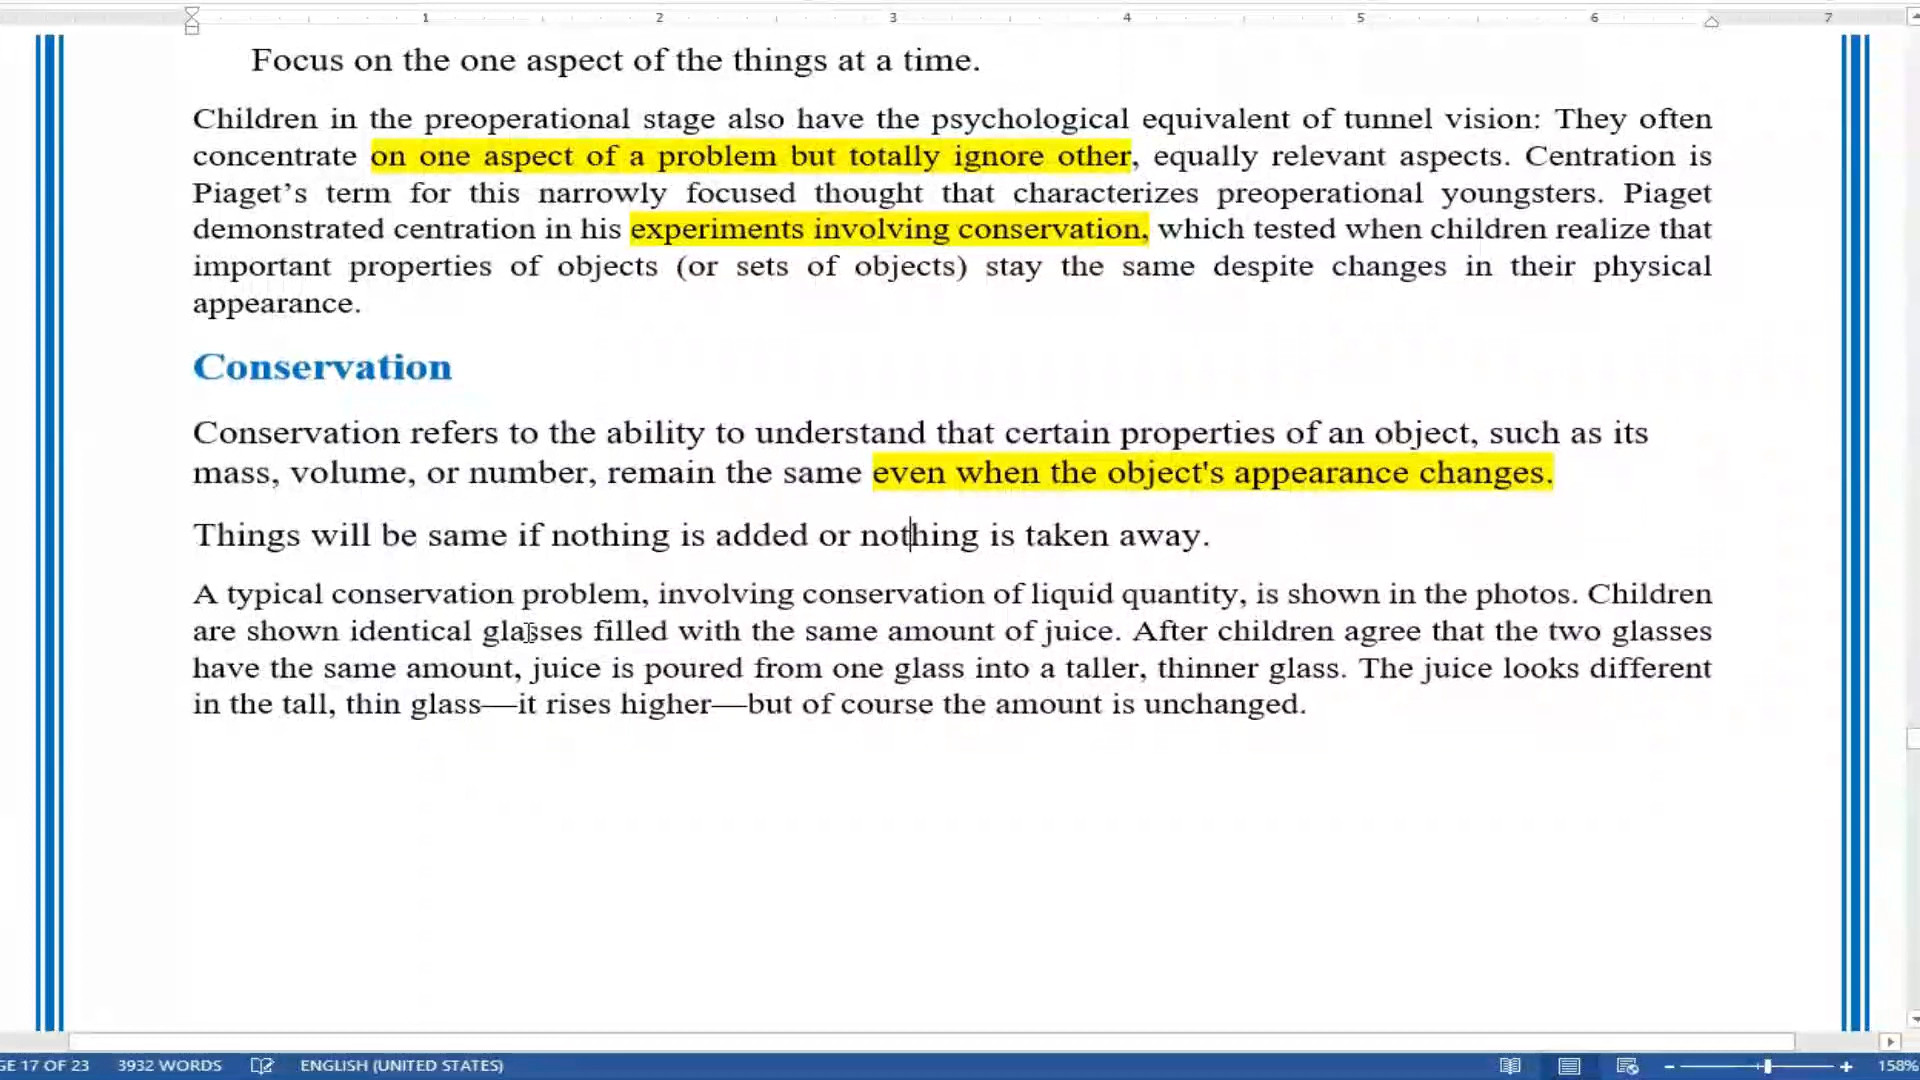 1 2 3 4 5 6 7
Focus on the one aspect of the things at a time.
Children in the preoperational stage also have the psychological equivalent of tunnel vision: They often
concentrate on one aspect of a problem but totally ignore other, equally relevant aspects. Centration is
Piaget’s term for this narrowly focused thought that characterizes preoperational youngsters. Piaget
demonstrated centration in his experiments involving conservation, which tested when children realize that
important properties of objects (or sets of objects) stay the same despite changes in their physical
appearance.
Conservation
Conservation refers to the ability to understand that certain properties of an object, such as its
mass, volume, or number, remain the same even when the object's appearance changes.
Things will be same if nothing is added or nothing is taken away.
A typical conservation problem, involving conservation of liquid quantity, is shown in the photos. Children
are shown identical glasses filled with the same amount of juice. After children agree that the two glasses
have the same amount, juice is poured from one glass into a taller, thinner glass. The juice looks different
in the tall, thin glass—it rises higher—but of course the amount is unchanged.
GE 17 OF 23 3932 WORDS ENGLISH (UNITED STATES) 158%